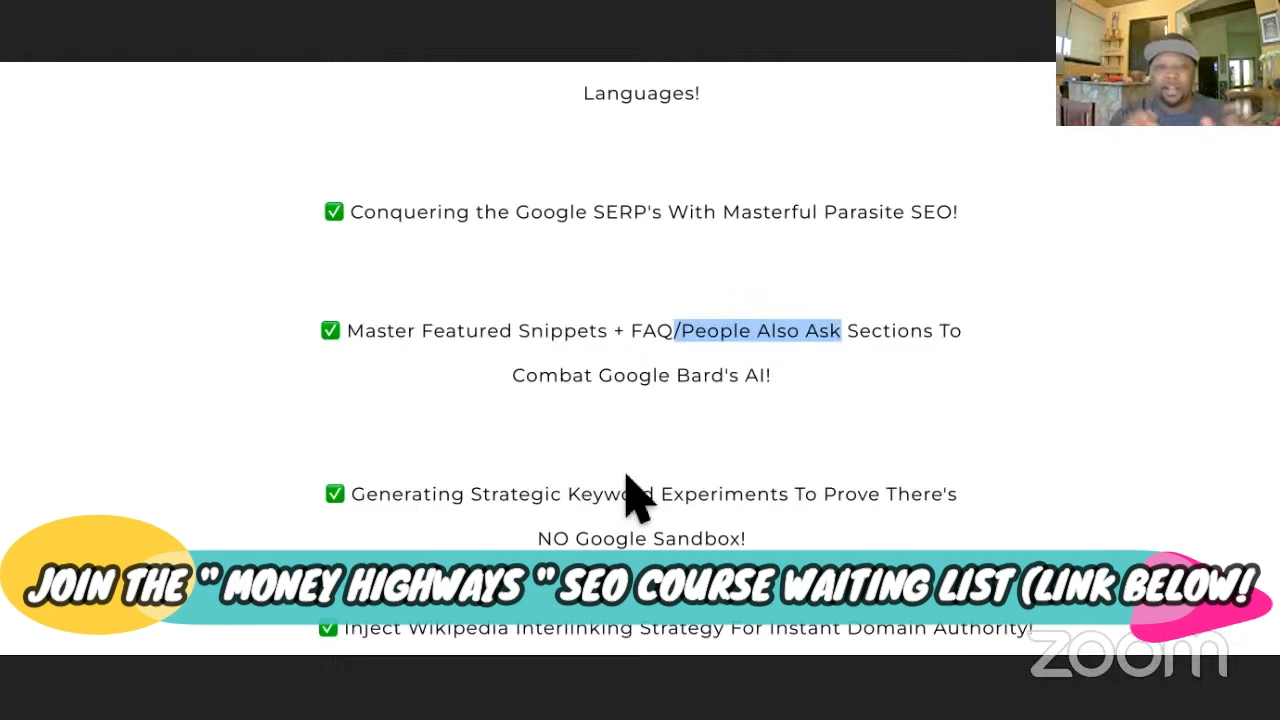 Languages!
✅ Conquering the Google SERP's With Masterful Parasite SEO!
✅ Master Featured Snippets + FAQ/People Also Ask Sections To
Combat Google Bard's AI!
✅ Generating Strategic Keyword Experiments To Prove There's
NO Google Sandbox!
JOIN THE " MONEY HIGHWAYS " SEO COURSE WAITING LIST (LINK BELOW!
✅ Inject Wikipedia Interlinking Strategy For Instant Domain Authority!
zoom